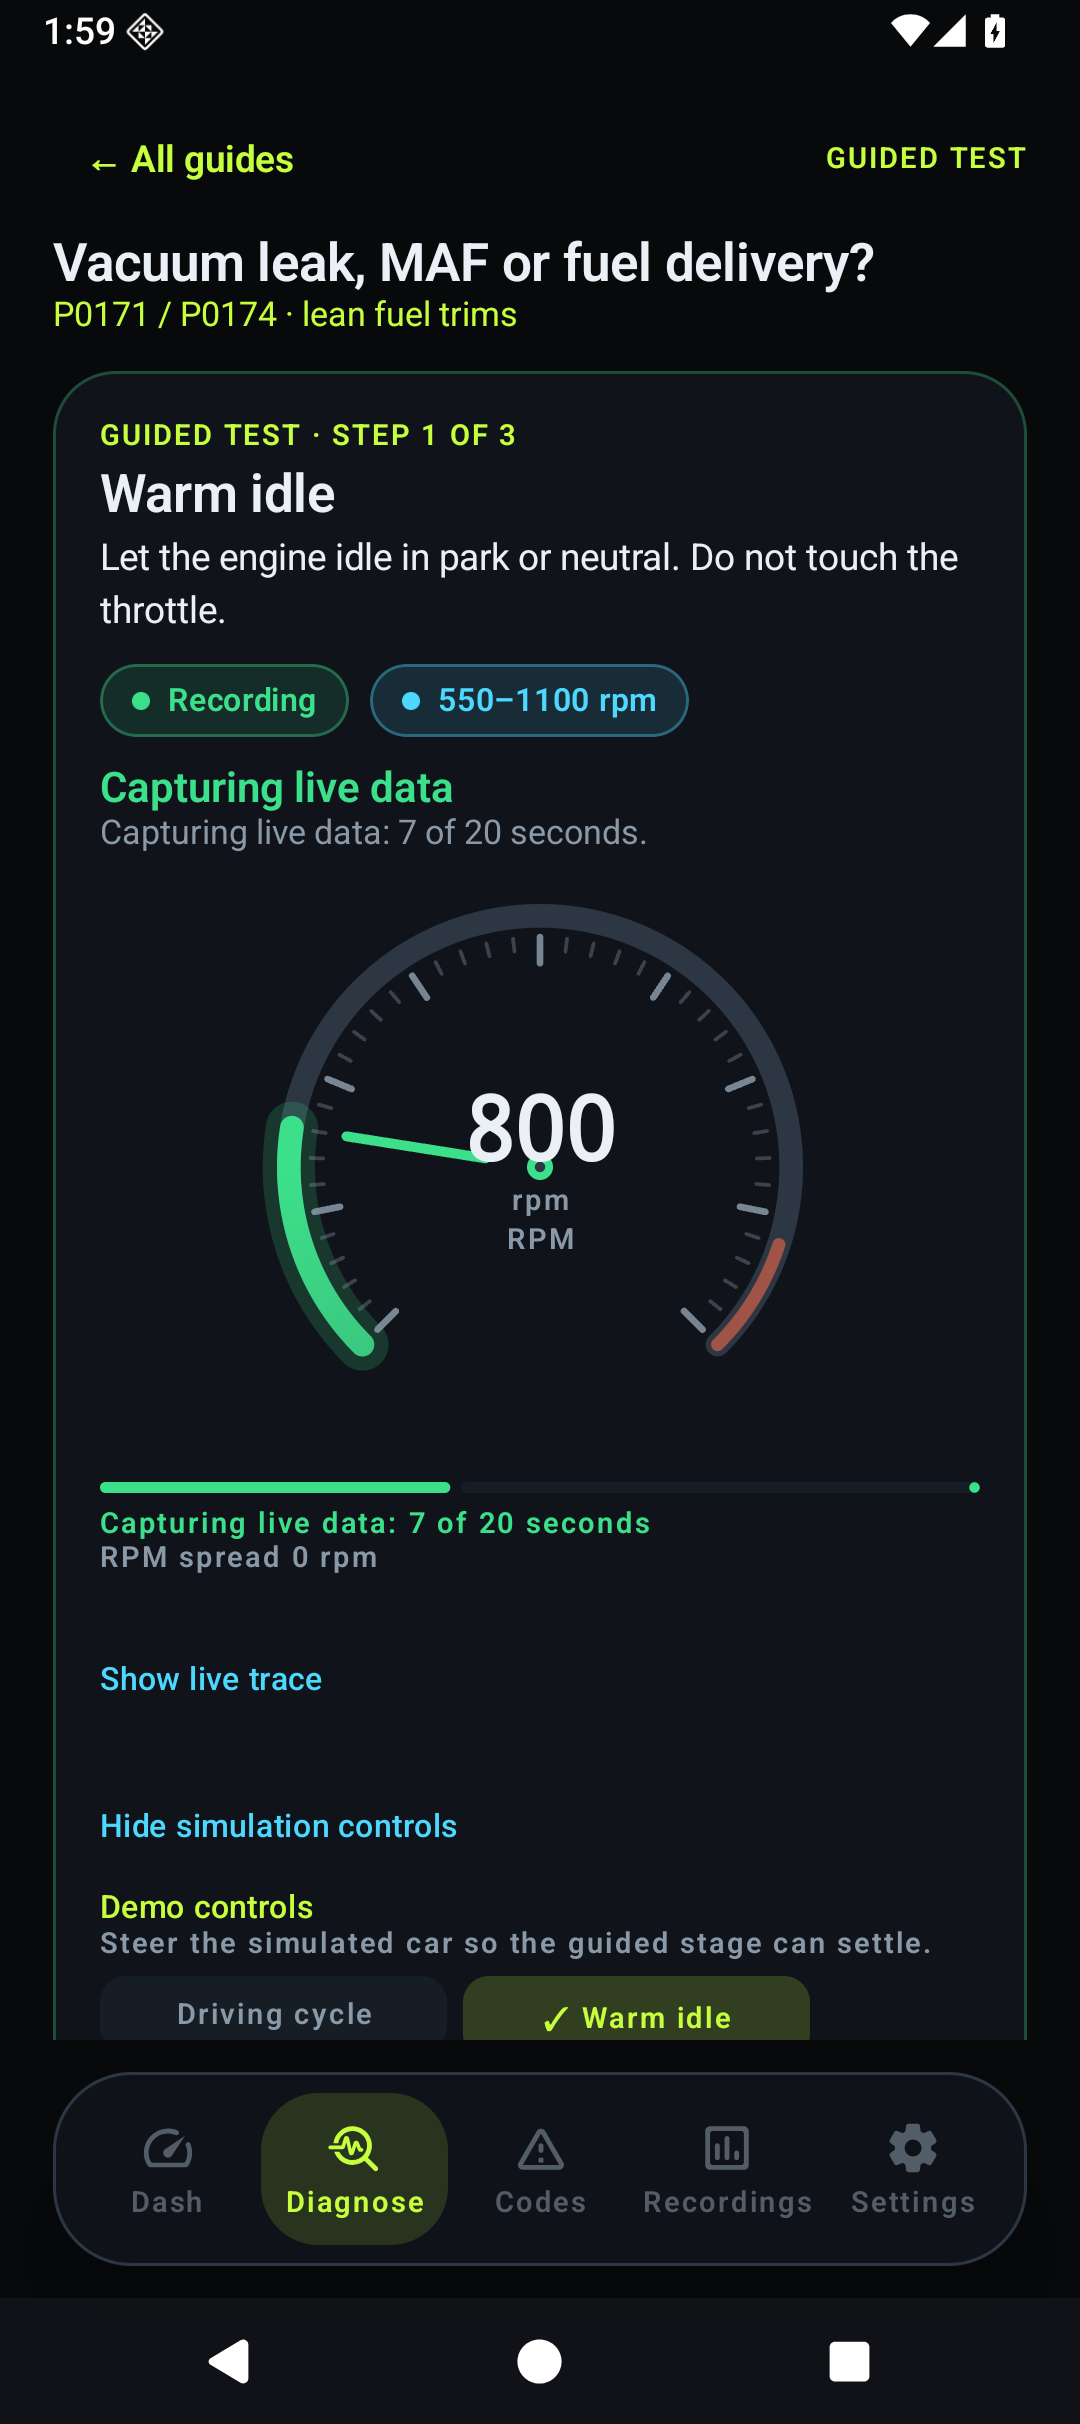 1:59
← All guides
GUIDED TEST
Vacuum leak, MAF or fuel delivery?
P0171 / P0174 · lean fuel trims
GUIDED TEST · STEP 1 OF 3
Warm idle
Let the engine idle in park or neutral. Do not touch the
throttle.
Recording
550–1100 rpm
Capturing live data
Capturing live data: 7 of 20 seconds.
800
rpm
RPM
Capturing live data: 7 of 20 seconds
RPM spread 0 rpm
Show live trace
Hide simulation controls
Demo controls
Steer the simulated car so the guided stage can settle.
Driving cycle
✓ Warm idle
Dash
Diagnose
Codes
Recordings
Settings